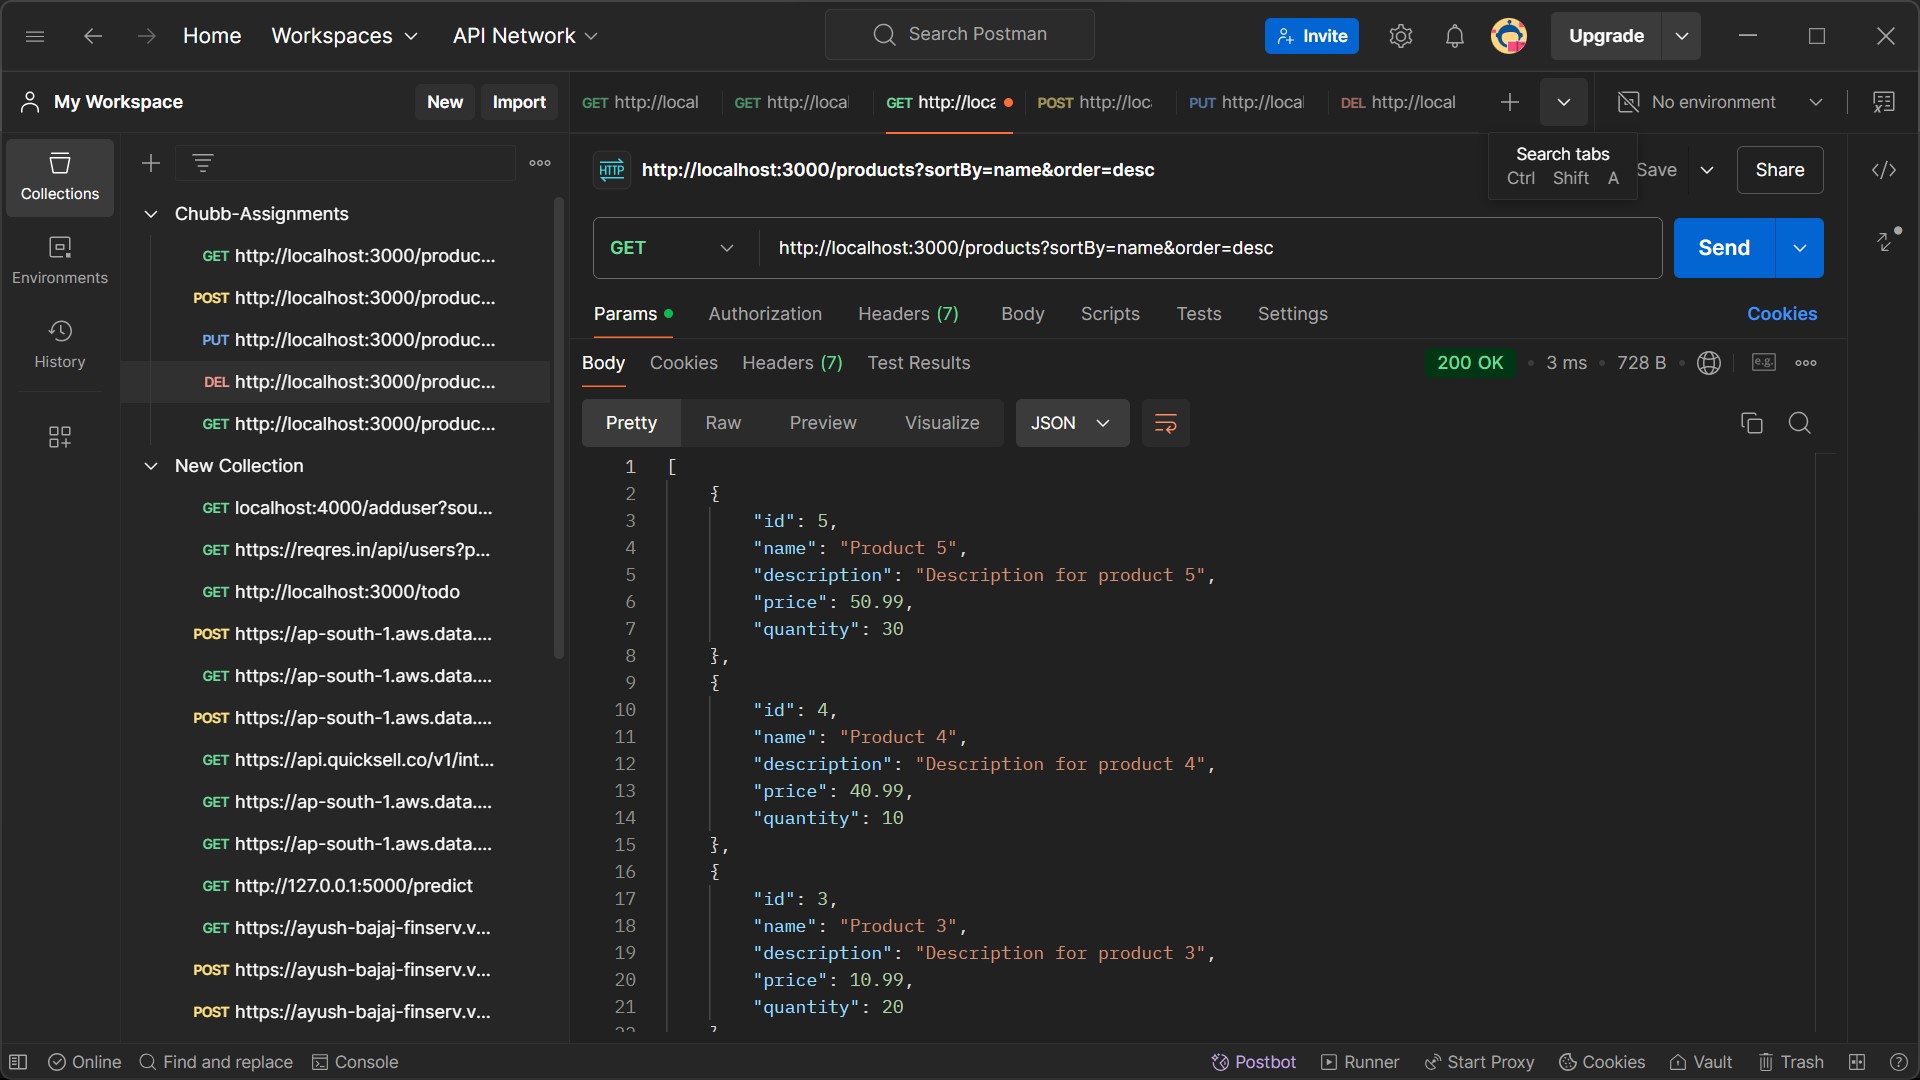 Home Workspaces API Network Search Postman Invite Upgrade
My Workspace New Import
GET http://local GET http://local GET http://loca POST http://loc PUT http://local DEL http://local No environment
Search tabs
Ctrl Shift A
Collections
Environments
History
Chubb-Assignments
GET http://localhost:3000/produc...
POST http://localhost:3000/produc...
PUT http://localhost:3000/produc...
DEL http://localhost:3000/produc...
GET http://localhost:3000/produc...
New Collection
GET localhost:4000/adduser?sou...
GET https://reqres.in/api/users?p...
GET http://localhost:3000/todo
POST https://ap-south-1.aws.data....
GET https://ap-south-1.aws.data....
POST https://ap-south-1.aws.data....
GET https://api.quicksell.co/v1/int...
GET https://ap-south-1.aws.data....
GET https://ap-south-1.aws.data....
GET http://127.0.0.1:5000/predict
GET https://ayush-bajaj-finserv.v...
POST https://ayush-bajaj-finserv.v...
POST https://ayush-bajaj-finserv.v...
HTTP http://localhost:3000/products?sortBy=name&order=desc Save Share
GET http://localhost:3000/products?sortBy=name&order=desc Send
Params Authorization Headers (7) Body Scripts Tests Settings Cookies
Body Cookies Headers (7) Test Results 200 OK 3 ms 728 B e.g.
Pretty Raw Preview Visualize JSON
1 [
2 {
3 "id": 5,
4 "name": "Product 5",
5 "description": "Description for product 5",
6 "price": 50.99,
7 "quantity": 30
8 },
9 {
10 "id": 4,
11 "name": "Product 4",
12 "description": "Description for product 4",
13 "price": 40.99,
14 "quantity": 10
15 },
16 {
17 "id": 3,
18 "name": "Product 3",
19 "description": "Description for product 3",
20 "price": 10.99,
21 "quantity": 20
Online Find and replace Console Postbot Runner Start Proxy Cookies Vault Trash